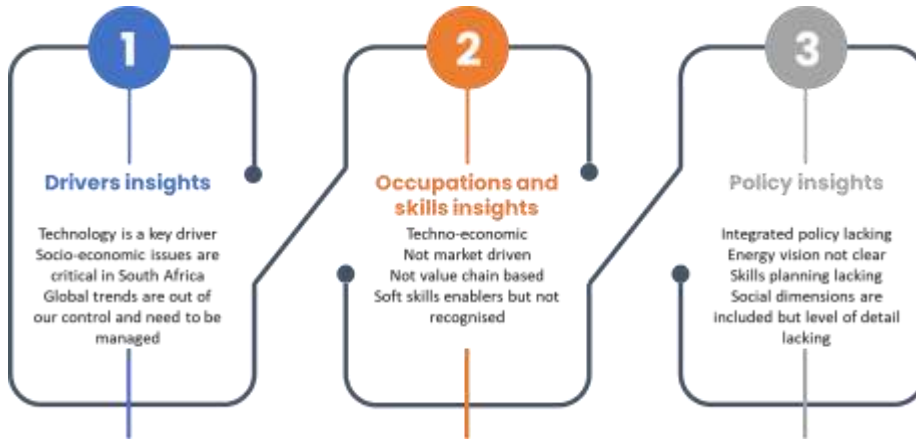 1
Drivers insights
Technology is a key driver
Socio-economic issues are
critical in South Africa
Global trends are out of
our control and need to be
managed
2
Occupations and
skills insights
Techno-economic
Not market driven
Not value chain based
Soft skills enablers but not
recognised
3
Policy insights
Integrated policy lacking
Energy vision not clear
Skills planning lacking
Social dimensions are
included but level of detail
lacking